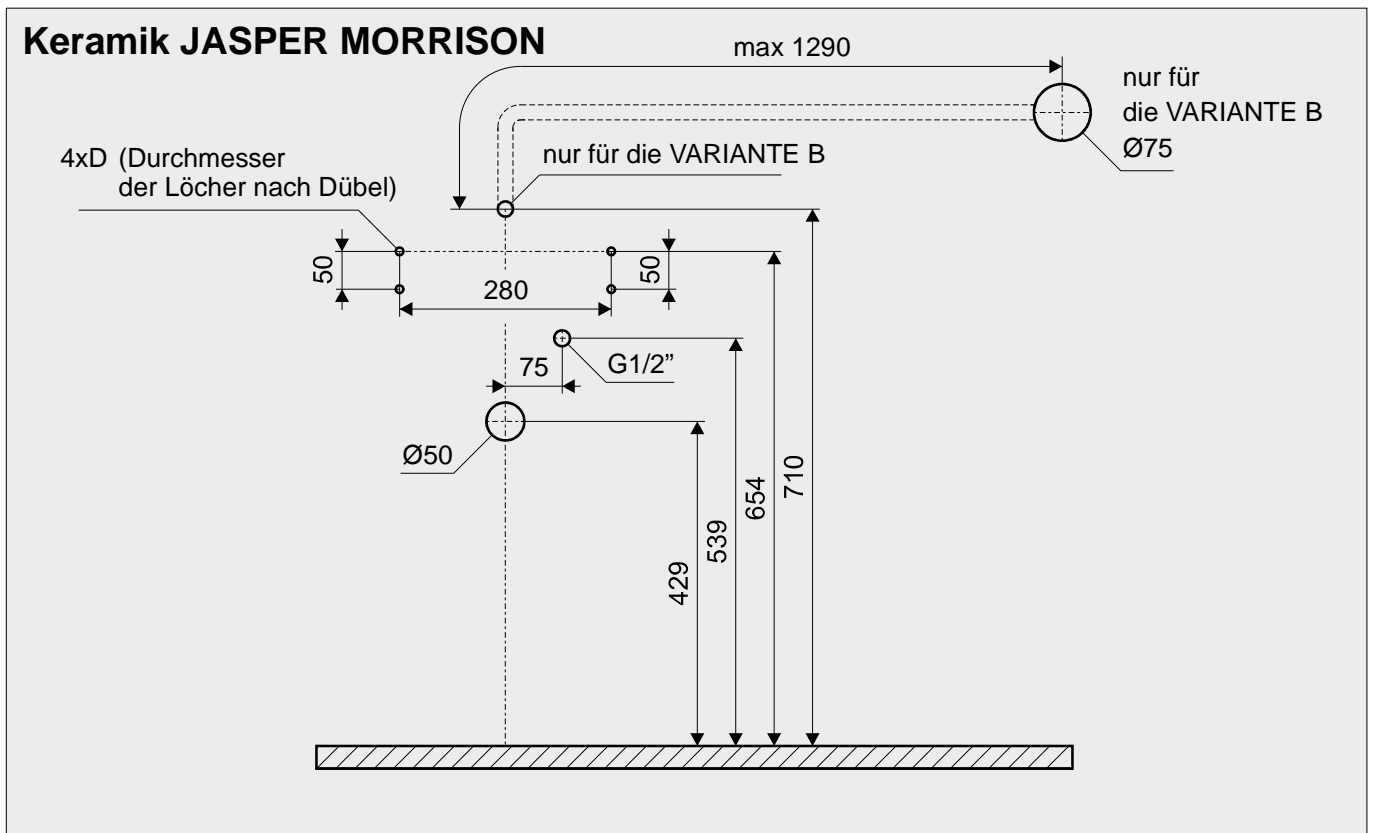 Keramik JASPER MORRISON
max 1290
nur für
die VARIANTE B
Ø75
4xD (Durchmesser
der Löcher nach Dübel)
nur für die VARIANTE B
50
50
280
75
G1/2”
Ø50
429
539
654
710